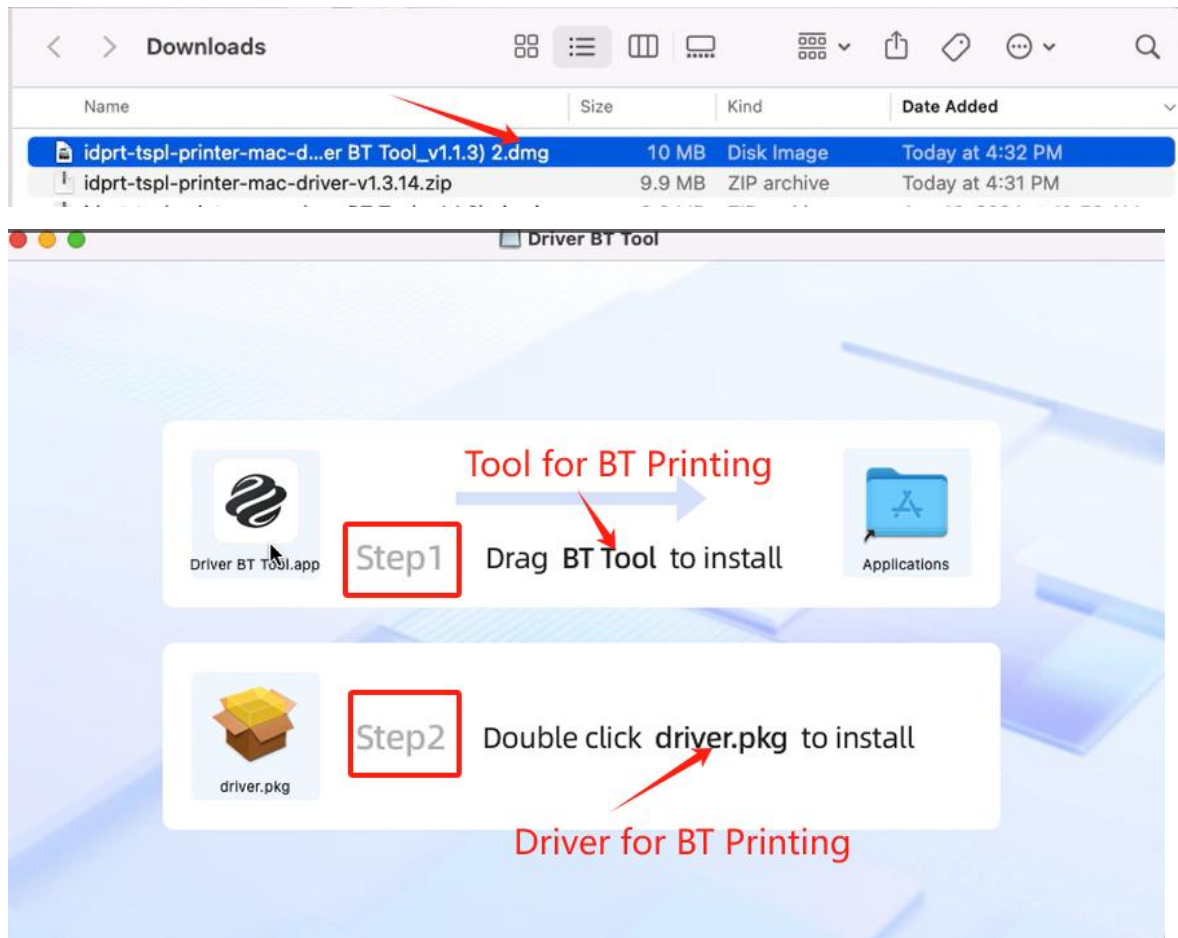 Downloads
Name Size Kind Date Added
idprt-tspl-printer-mac-d...er BT Tool_v1.1.3) 2.dmg 10 MB Disk Image Today at 4:32 PM
idprt-tspl-printer-mac-driver-v1.3.14.zip 9.9 MB ZIP archive Today at 4:31 PM
Driver BT Tool
Tool for BT Printing
Step1 Drag BT Tool to install
Driver BT Tool.app
Applications
Step2 Double click driver.pkg to install
driver.pkg
Driver for BT Printing